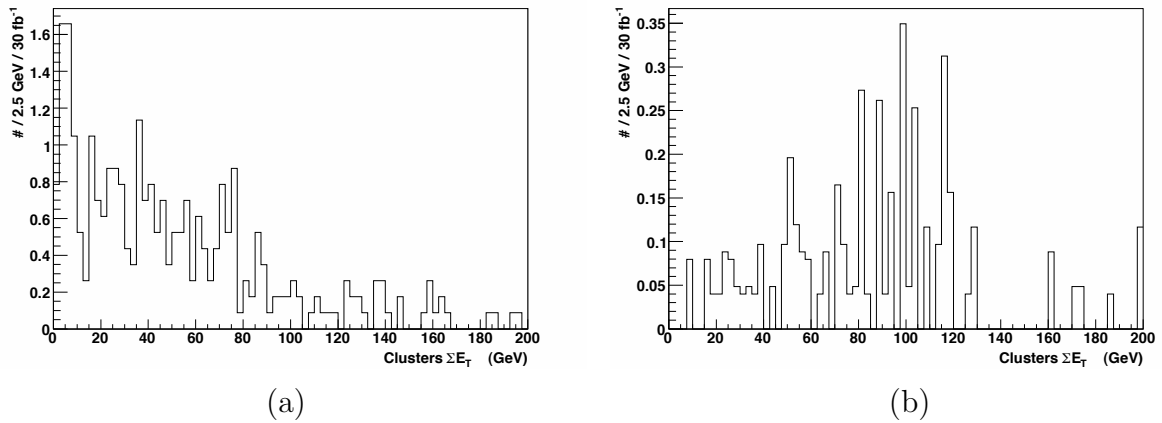 # / 2.5 GeV / 30 fb⁻¹
1.6
1.4
1.2
1
0.8
0.6
0.4
0.2
0
0 20 40 60 80 100 120 140 160 180 200
Clusters ΣE_T (GeV)
(a)
# / 2.5 GeV / 30 fb⁻¹
0.35
0.3
0.25
0.2
0.15
0.1
0.05
0
0 20 40 60 80 100 120 140 160 180 200
Clusters ΣE_T (GeV)
(b)